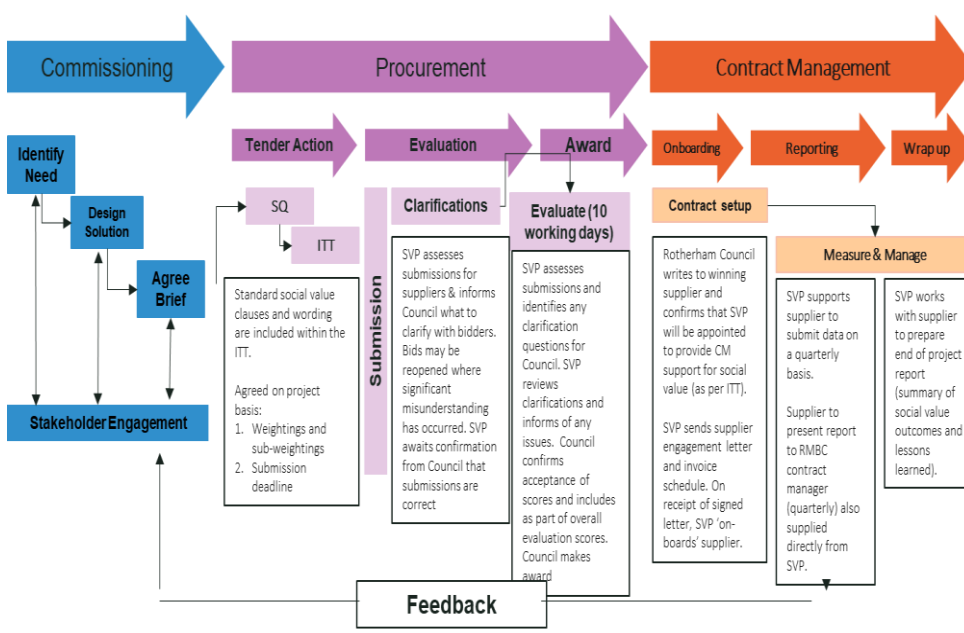 Commissioning
Procurement
Contract Management
Identify
Need
Design
Solution
Agree
Brief
Stakeholder Engagement
Tender Action
Evaluation
Award
SQ
ITT
Standard social value
clauses and wording
are included within the
ITT.
Agreed on project
basis:
1. Weightings and
sub-weightings
2. Submission
deadline
Submission
Clarifications
SVP assesses
submissions for
suppliers & informs
Council what to
clarify with bidders.
Bids may be
reopened where
significant
misunderstanding
has occurred. SVP
awaits confirmation
from Council that
submissions are
correct
Evaluate (10
working days)
SVP assesses
submissions and
identifies any
clarification
questions for
Council. SVP
reviews
clarifications and
informs of any
issues. Council
confirms
acceptance of
scores and includes
as part of overall
evaluation scores.
Council makes
award
Onboarding
Reporting
Wrap up
Contract setup
Rotherham Council
writes to winning
supplier and
confirms that SVP
will be appointed
to provide CM
support for social
value (as per ITT).
SVP sends supplier
engagement letter
and invoice
schedule. On
receipt of signed
letter, SVP ‘on-
boards’ supplier.
Measure & Manage
SVP supports
supplier to
submit data on
a quarterly
basis.
Supplier to
present report
to RMBC
contract
manager
(quarterly) also
supplied
directly from
SVP.
SVP works
with supplier
to prepare
end of project
report
(summary of
social value
outcomes and
lessons
learned).
Feedback